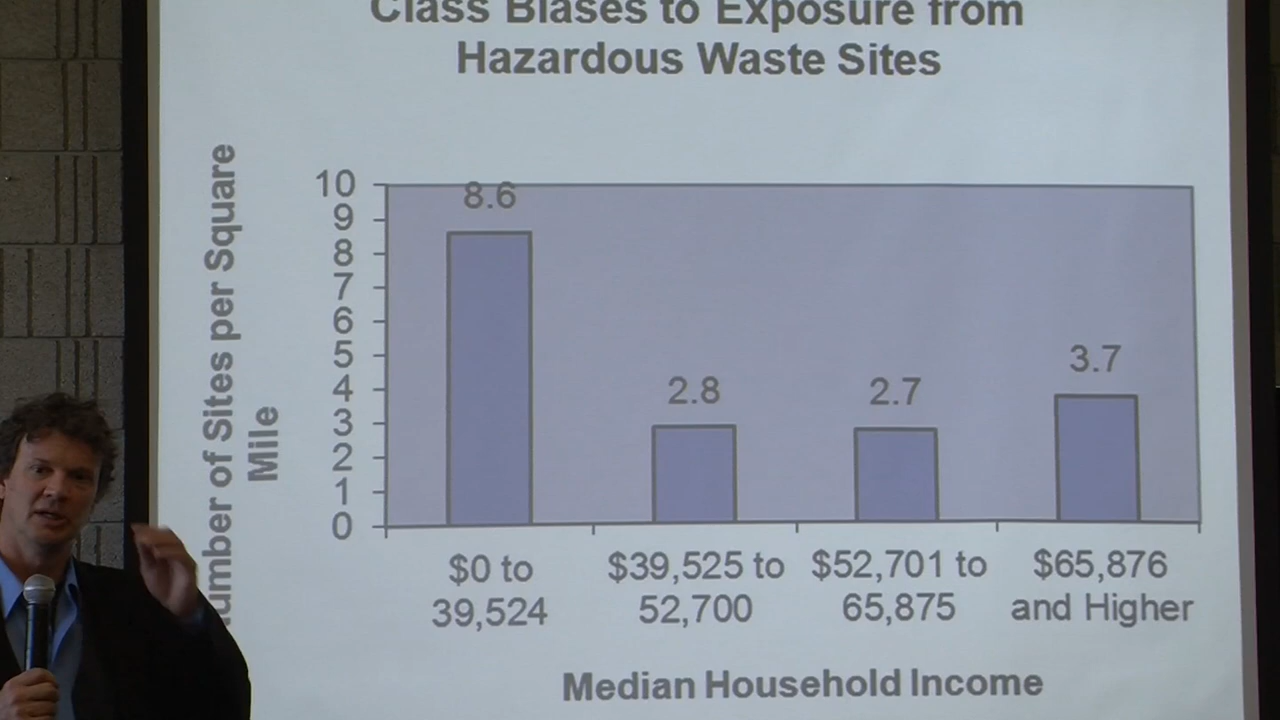 Class Biases to Exposure from
Hazardous Waste Sites
Number of Sites per Square
Mile
10
9
8
7
6
5
4
3
2
1
0
8.6
2.8
2.7
3.7
$0 to
39,524
$39,525 to
52,700
$52,701 to
65,875
$65,876
and Higher
Median Household Income